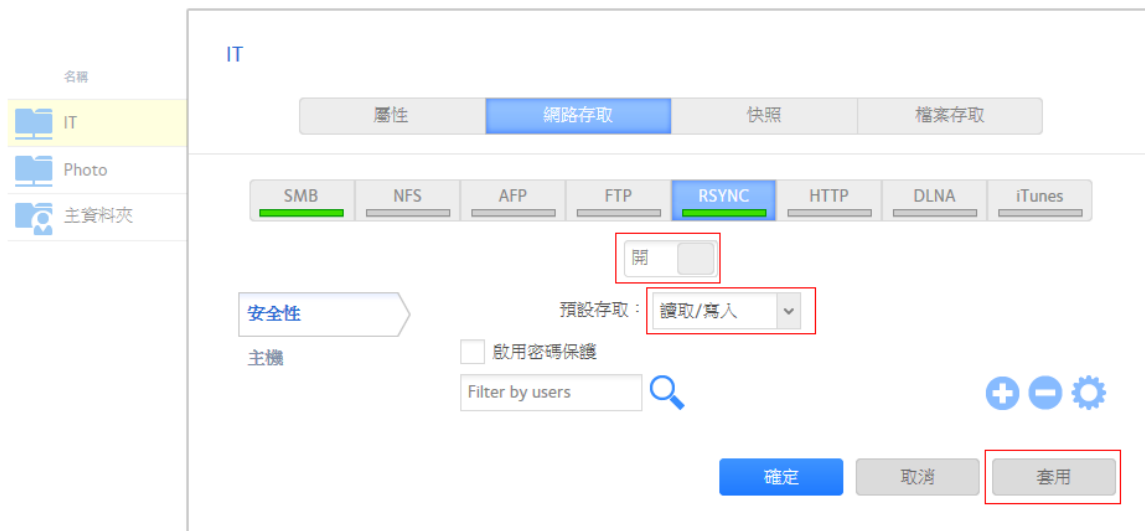 名稱
IT
Photo
主資料夾
IT
屬性 網路存取 快照 檔案存取
SMB NFS AFP FTP RSYNC HTTP DLNA iTunes
開
安全性
主機
預設存取： 讀取/寫入
啟用密碼保護
Filter by users
確定 取消 套用